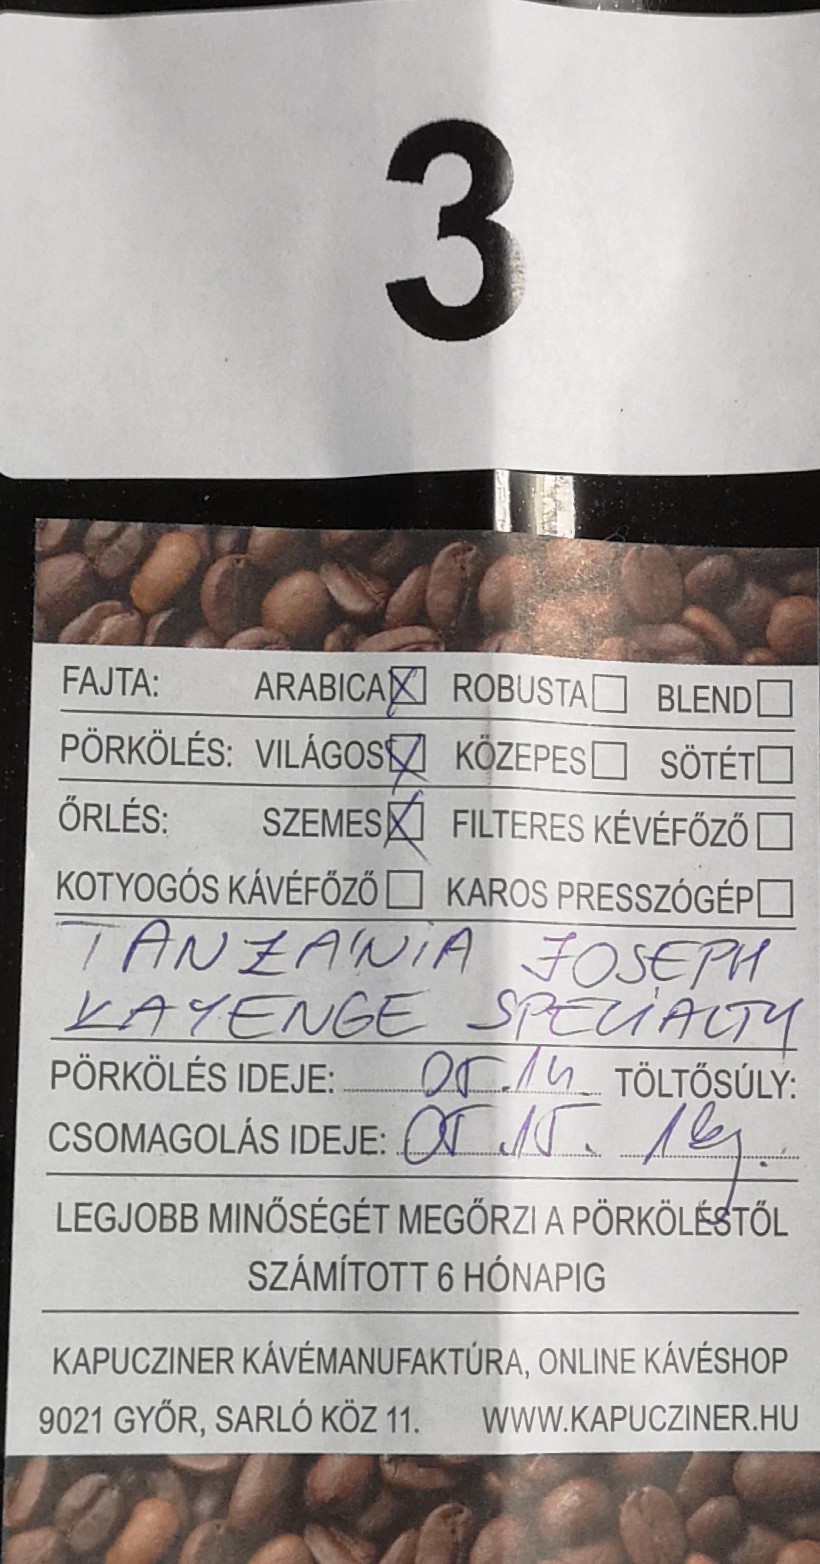 3
FAJTA: ARABICA☒ ROBUSTA☐ BLEND☐
PÖRKÖLÉS: VILÁGOS☒ KÖZEPES☐ SÖTÉT☐
ŐRLÉS: SZEMES☒ FILTERES KÉVÉFŐZŐ☐
KOTYOGÓS KÁVÉFŐZŐ☐ KAROS PRESSZÓGÉP☐
TANZÁNIA JOSEPH
KAYENGE SPECIALTY
PÖRKÖLÉS IDEJE: 05.14 TÖLTŐSÚLY:
CSOMAGOLÁS IDEJE: 05.15. 1kg.
LEGJOBB MINŐSÉGÉT MEGŐRZI A PÖRKÖLÉSTŐL
SZÁMÍTOTT 6 HÓNAPIG
KAPUCZINER KÁVÉMANUFAKTÚRA, ONLINE KÁVÉSHOP
9021 GYŐR, SARLÓ KÖZ 11. WWW.KAPUCZINER.HU